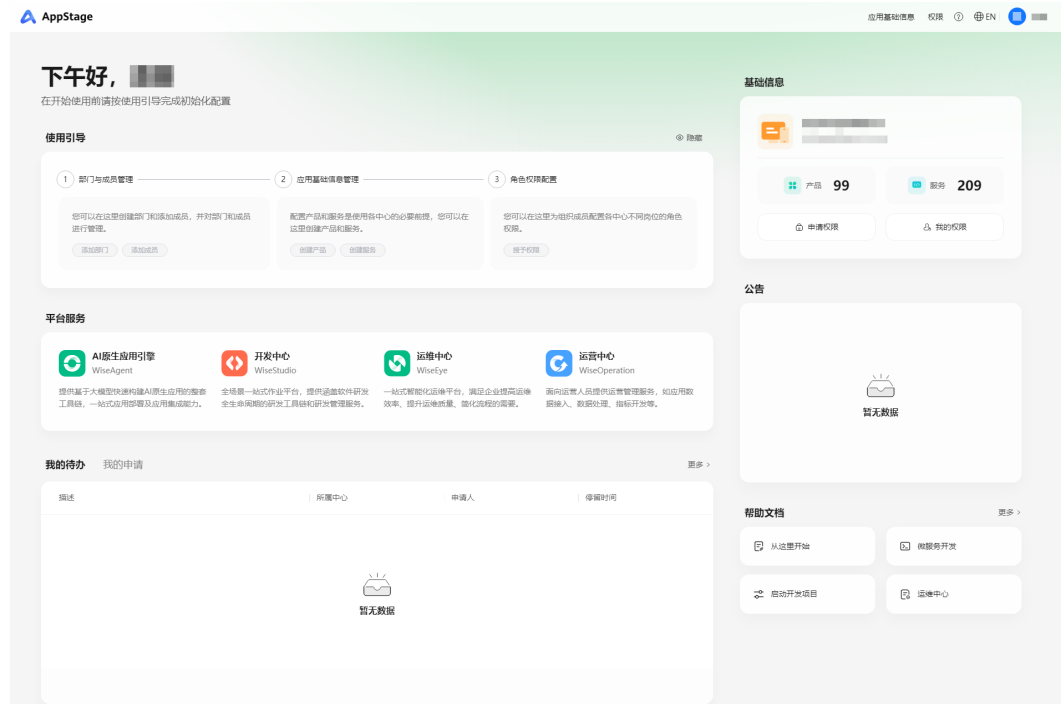 AppStage
应用基础信息 权限 EN
下午好，
在开始使用前请按使用引导完成初始化配置
使用引导
隐藏
1 部门与成员管理
2 应用基础信息管理
3 角色权限配置
您可以在这里创建部门和添加成员，并对部门和成员
进行管理。
添加部门 添加成员
配置产品和服务是使用各中心的必要前提，您可以在
这里创建产品和服务。
创建产品 创建服务
您可以在这里为组织成员配置各中心不同岗位的角色
权限。
授予权限
平台服务
AI原生应用引擎
WiseAgent
提供基于大模型快速构建AI原生应用的整套
工具链，一站式应用部署及应用集成能力。
开发中心
WiseStudio
全场景一站式作业平台，提供涵盖软件研发
全生命周期的研发工具链和研发管理服务。
运维中心
WiseEye
一站式智能化运维平台，满足企业提高运维
效率、提升运维质量、简化流程的需要。
运营中心
WiseOperation
面向运营人员提供运营管理服务，如应用数
据接入、数据处理、指标开发等。
我的待办 我的申请
更多
描述 所属中心 申请人 停留时间
暂无数据
基础信息
产品 99
服务 209
申请权限
我的权限
公告
暂无数据
帮助文档
更多
从这里开始
微服务开发
启动开发项目
运维中心